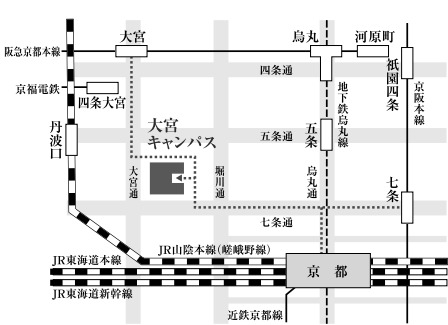 大宮
烏丸
河原町
阪急京都本線
四条通
祇園四条
京福電鉄
四条大宮
地下鉄烏丸線
京阪本線
丹波口
大宮
キャンパス
五条通
五条
大宮通
堀川通
烏丸通
七条
七条通
JR山陰本線(嵯峨野線)
JR東海道本線
京都
JR東海道新幹線
近鉄京都線